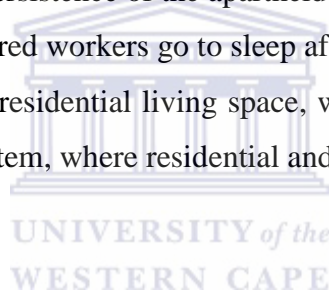 ersistence of the apartheid
red workers go to sleep af
residential living space, w
tem, where residential and
UNIVERSITY of the
WESTERN CAPE